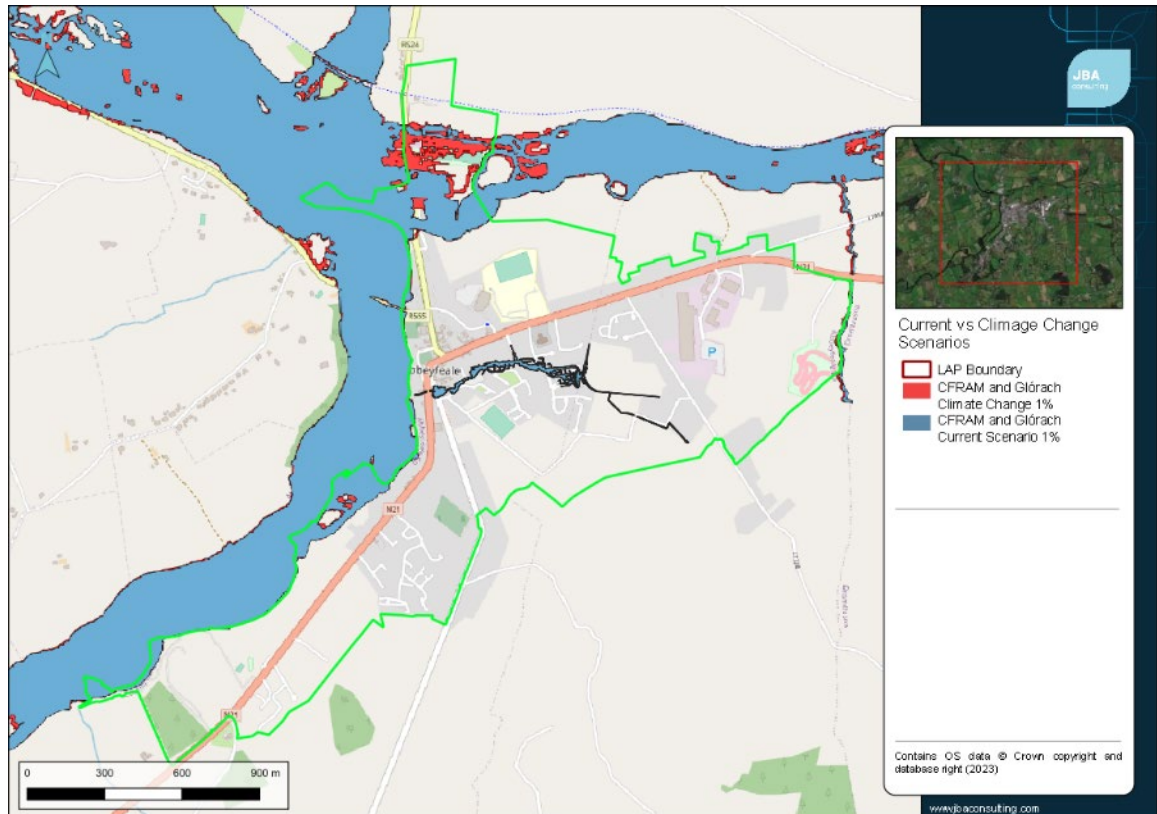 R524
JBA
consulting
N21
R555
P
bbeyfeale
N21
N21
0 300 600 900 m
Current vs Climage Change
Scenarios
LAP Boundary
CFRAM and Glórach
Climate Change 1%
CFRAM and Glórach
Current Scenario 1%
Contains OS data © Crown copyright and
database right (2023)
www.jbaconsulting.com